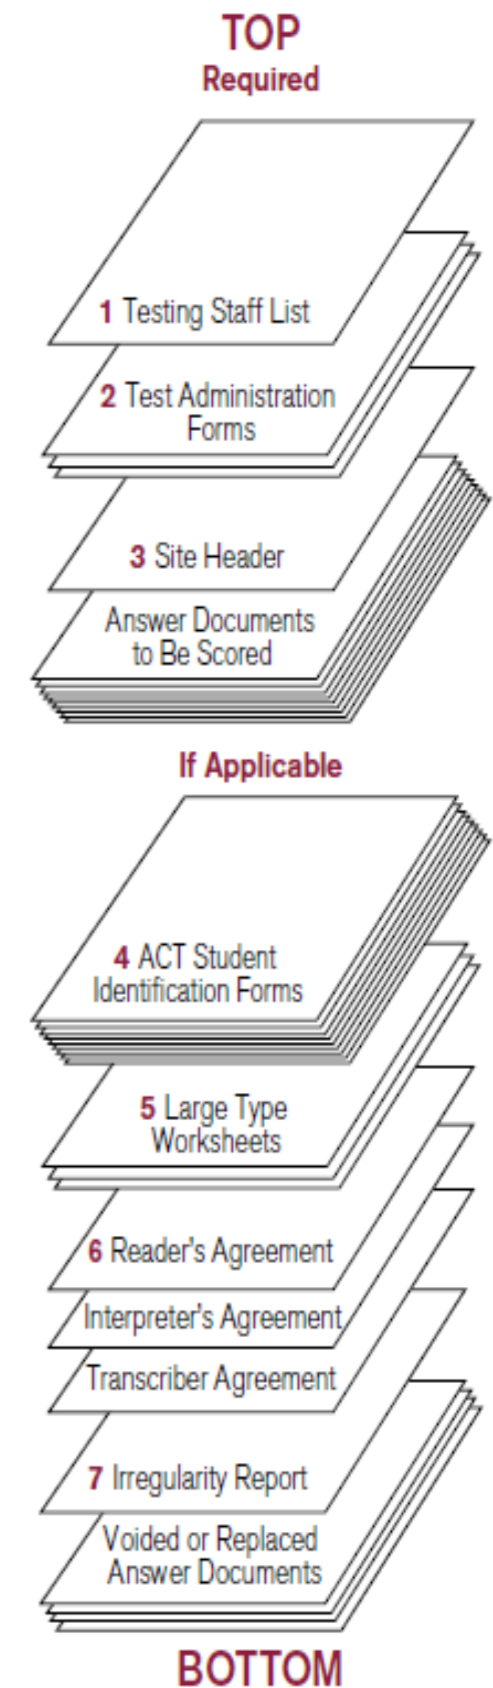 TOP
Required
1 Testing Staff List
2 Test Administration
Forms
3 Site Header
Answer Documents
to Be Scored
If Applicable
4 ACT Student
Identification Forms
5 Large Type
Worksheets
6 Reader's Agreement
Interpreter's Agreement
Transcriber Agreement
7 Irregularity Report
Voided or Replaced
Answer Documents
BOTTOM